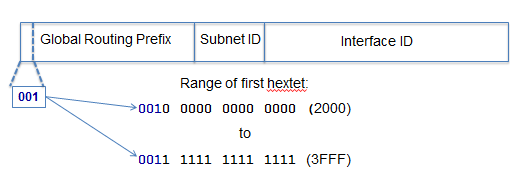 Global Routing Prefix Subnet ID Interface ID
001
Range of first hextet:
0010 0000 0000 0000 (2000)
to
0011 1111 1111 1111 (3FFF)